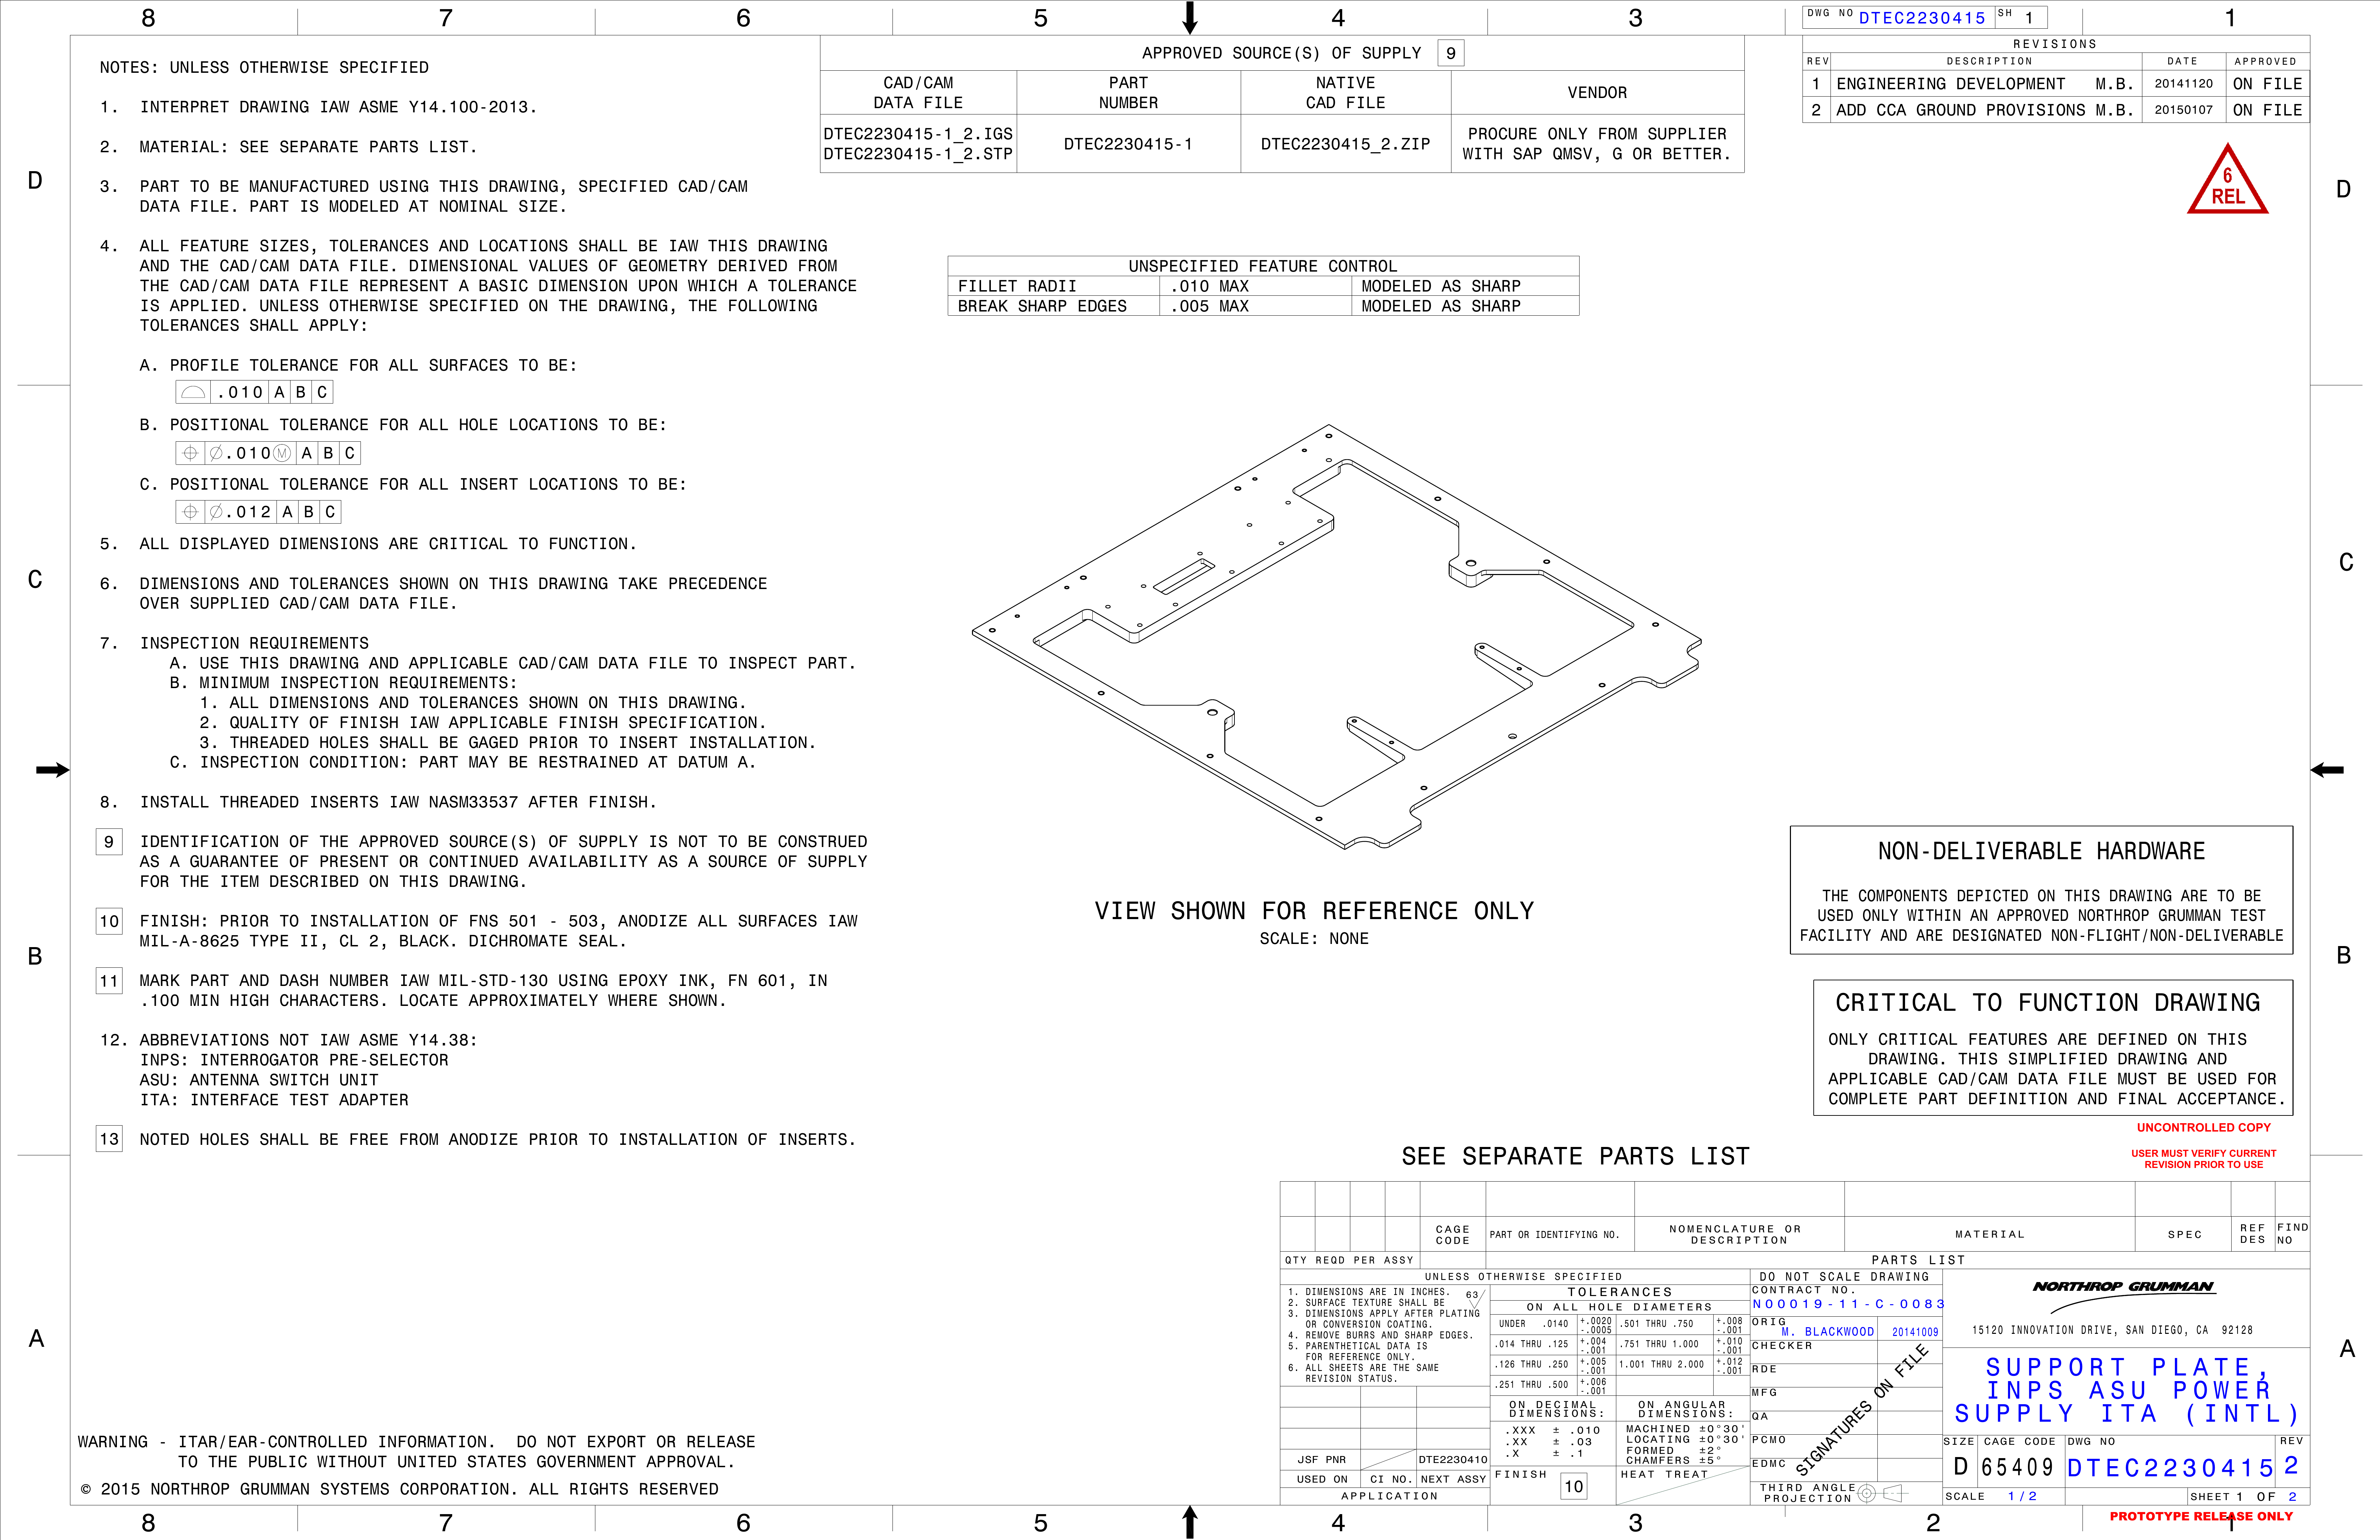 8 7 6 5 4 3 1
DWG NO DTEC2230415 SH 1
NOTES: UNLESS OTHERWISE SPECIFIED
1. INTERPRET DRAWING IAW ASME Y14.100-2013.
2. MATERIAL: SEE SEPARATE PARTS LIST.
3. PART TO BE MANUFACTURED USING THIS DRAWING, SPECIFIED CAD/CAM
DATA FILE. PART IS MODELED AT NOMINAL SIZE.
4. ALL FEATURE SIZES, TOLERANCES AND LOCATIONS SHALL BE IAW THIS DRAWING
AND THE CAD/CAM DATA FILE. DIMENSIONAL VALUES OF GEOMETRY DERIVED FROM
THE CAD/CAM DATA FILE REPRESENT A BASIC DIMENSION UPON WHICH A TOLERANCE
IS APPLIED. UNLESS OTHERWISE SPECIFIED ON THE DRAWING, THE FOLLOWING
TOLERANCES SHALL APPLY:
A. PROFILE TOLERANCE FOR ALL SURFACES TO BE:
⌓ .010 A B C
B. POSITIONAL TOLERANCE FOR ALL HOLE LOCATIONS TO BE:
⌖ ∅.010Ⓜ A B C
C. POSITIONAL TOLERANCE FOR ALL INSERT LOCATIONS TO BE:
⌖ ∅.012 A B C
5. ALL DISPLAYED DIMENSIONS ARE CRITICAL TO FUNCTION.
6. DIMENSIONS AND TOLERANCES SHOWN ON THIS DRAWING TAKE PRECEDENCE
OVER SUPPLIED CAD/CAM DATA FILE.
7. INSPECTION REQUIREMENTS
A. USE THIS DRAWING AND APPLICABLE CAD/CAM DATA FILE TO INSPECT PART.
B. MINIMUM INSPECTION REQUIREMENTS:
1. ALL DIMENSIONS AND TOLERANCES SHOWN ON THIS DRAWING.
2. QUALITY OF FINISH IAW APPLICABLE FINISH SPECIFICATION.
3. THREADED HOLES SHALL BE GAGED PRIOR TO INSERT INSTALLATION.
C. INSPECTION CONDITION: PART MAY BE RESTRAINED AT DATUM A.
8. INSTALL THREADED INSERTS IAW NASM33537 AFTER FINISH.
9 IDENTIFICATION OF THE APPROVED SOURCE(S) OF SUPPLY IS NOT TO BE CONSTRUED
AS A GUARANTEE OF PRESENT OR CONTINUED AVAILABILITY AS A SOURCE OF SUPPLY
FOR THE ITEM DESCRIBED ON THIS DRAWING.
10 FINISH: PRIOR TO INSTALLATION OF FNS 501 - 503, ANODIZE ALL SURFACES IAW
MIL-A-8625 TYPE II, CL 2, BLACK. DICHROMATE SEAL.
11 MARK PART AND DASH NUMBER IAW MIL-STD-130 USING EPOXY INK, FN 601, IN
.100 MIN HIGH CHARACTERS. LOCATE APPROXIMATELY WHERE SHOWN.
12. ABBREVIATIONS NOT IAW ASME Y14.38:
INPS: INTERROGATOR PRE-SELECTOR
ASU: ANTENNA SWITCH UNIT
ITA: INTERFACE TEST ADAPTER
13 NOTED HOLES SHALL BE FREE FROM ANODIZE PRIOR TO INSTALLATION OF INSERTS.
WARNING - ITAR/EAR-CONTROLLED INFORMATION. DO NOT EXPORT OR RELEASE
TO THE PUBLIC WITHOUT UNITED STATES GOVERNMENT APPROVAL.
© 2015 NORTHROP GRUMMAN SYSTEMS CORPORATION. ALL RIGHTS RESERVED
APPROVED SOURCE(S) OF SUPPLY 9
CAD/CAM DATA FILE
PART NUMBER
NATIVE CAD FILE
VENDOR
DTEC2230415-1_2.IGS
DTEC2230415-1_2.STP
DTEC2230415-1
DTEC2230415_2.ZIP
PROCURE ONLY FROM SUPPLIER
WITH SAP QMSV, G OR BETTER.
REVISIONS
REV DESCRIPTION DATE APPROVED
1 ENGINEERING DEVELOPMENT M.B. 20141120 ON FILE
2 ADD CCA GROUND PROVISIONS M.B. 20150107 ON FILE
6
REL
UNSPECIFIED FEATURE CONTROL
FILLET RADII .010 MAX MODELED AS SHARP
BREAK SHARP EDGES .005 MAX MODELED AS SHARP
D D
C C
B B
A A
VIEW SHOWN FOR REFERENCE ONLY
SCALE: NONE
NON-DELIVERABLE HARDWARE
THE COMPONENTS DEPICTED ON THIS DRAWING ARE TO BE
USED ONLY WITHIN AN APPROVED NORTHROP GRUMMAN TEST
FACILITY AND ARE DESIGNATED NON-FLIGHT/NON-DELIVERABLE
CRITICAL TO FUNCTION DRAWING
ONLY CRITICAL FEATURES ARE DEFINED ON THIS
DRAWING. THIS SIMPLIFIED DRAWING AND
APPLICABLE CAD/CAM DATA FILE MUST BE USED FOR
COMPLETE PART DEFINITION AND FINAL ACCEPTANCE.
UNCONTROLLED COPY
USER MUST VERIFY CURRENT
REVISION PRIOR TO USE
SEE SEPARATE PARTS LIST
CAGE CODE
PART OR IDENTIFYING NO.
NOMENCLATURE OR DESCRIPTION
MATERIAL
SPEC
REF DES
FIND NO
QTY REQD PER ASSY
PARTS LIST
UNLESS OTHERWISE SPECIFIED
1. DIMENSIONS ARE IN INCHES.
2. SURFACE TEXTURE SHALL BE 63
3. DIMENSIONS APPLY AFTER PLATING
OR CONVERSION COATING.
4. REMOVE BURRS AND SHARP EDGES.
5. PARENTHETICAL DATA IS
FOR REFERENCE ONLY.
6. ALL SHEETS ARE THE SAME
REVISION STATUS.
TOLERANCES
ON ALL HOLE DIAMETERS
UNDER .0140 +.0020 -.0005 .501 THRU .750 +.008 -.001
.014 THRU .125 +.004 -.001 .751 THRU 1.000 +.010 -.001
.126 THRU .250 +.005 -.001 1.001 THRU 2.000 +.012 -.001
.251 THRU .500 +.006 -.001
ON DECIMAL DIMENSIONS:
.XXX ± .010
.XX ± .03
.X ± .1
ON ANGULAR DIMENSIONS:
MACHINED ±0°30'
LOCATING ±0°30'
FORMED ±2°
CHAMFERS ±5°
FINISH 10
HEAT TREAT
JSF PNR DTE2230410
USED ON CI NO. NEXT ASSY
APPLICATION
DO NOT SCALE DRAWING
CONTRACT NO.
N00019-11-C-0083
ORIG
M. BLACKWOOD 20141009
CHECKER
RDE
MFG
QA
PCMO
EDMC
SIGNATURES ON FILE
THIRD ANGLE
PROJECTION
NORTHROP GRUMMAN
15120 INNOVATION DRIVE, SAN DIEGO, CA 92128
SUPPORT PLATE,
INPS ASU POWER
SUPPLY ITA (INTL)
SIZE CAGE CODE DWG NO REV
D 65409 DTEC2230415 2
SCALE 1/2 SHEET 1 OF 2
PROTOTYPE RELEASE ONLY
8 7 6 5 4 3 2 1